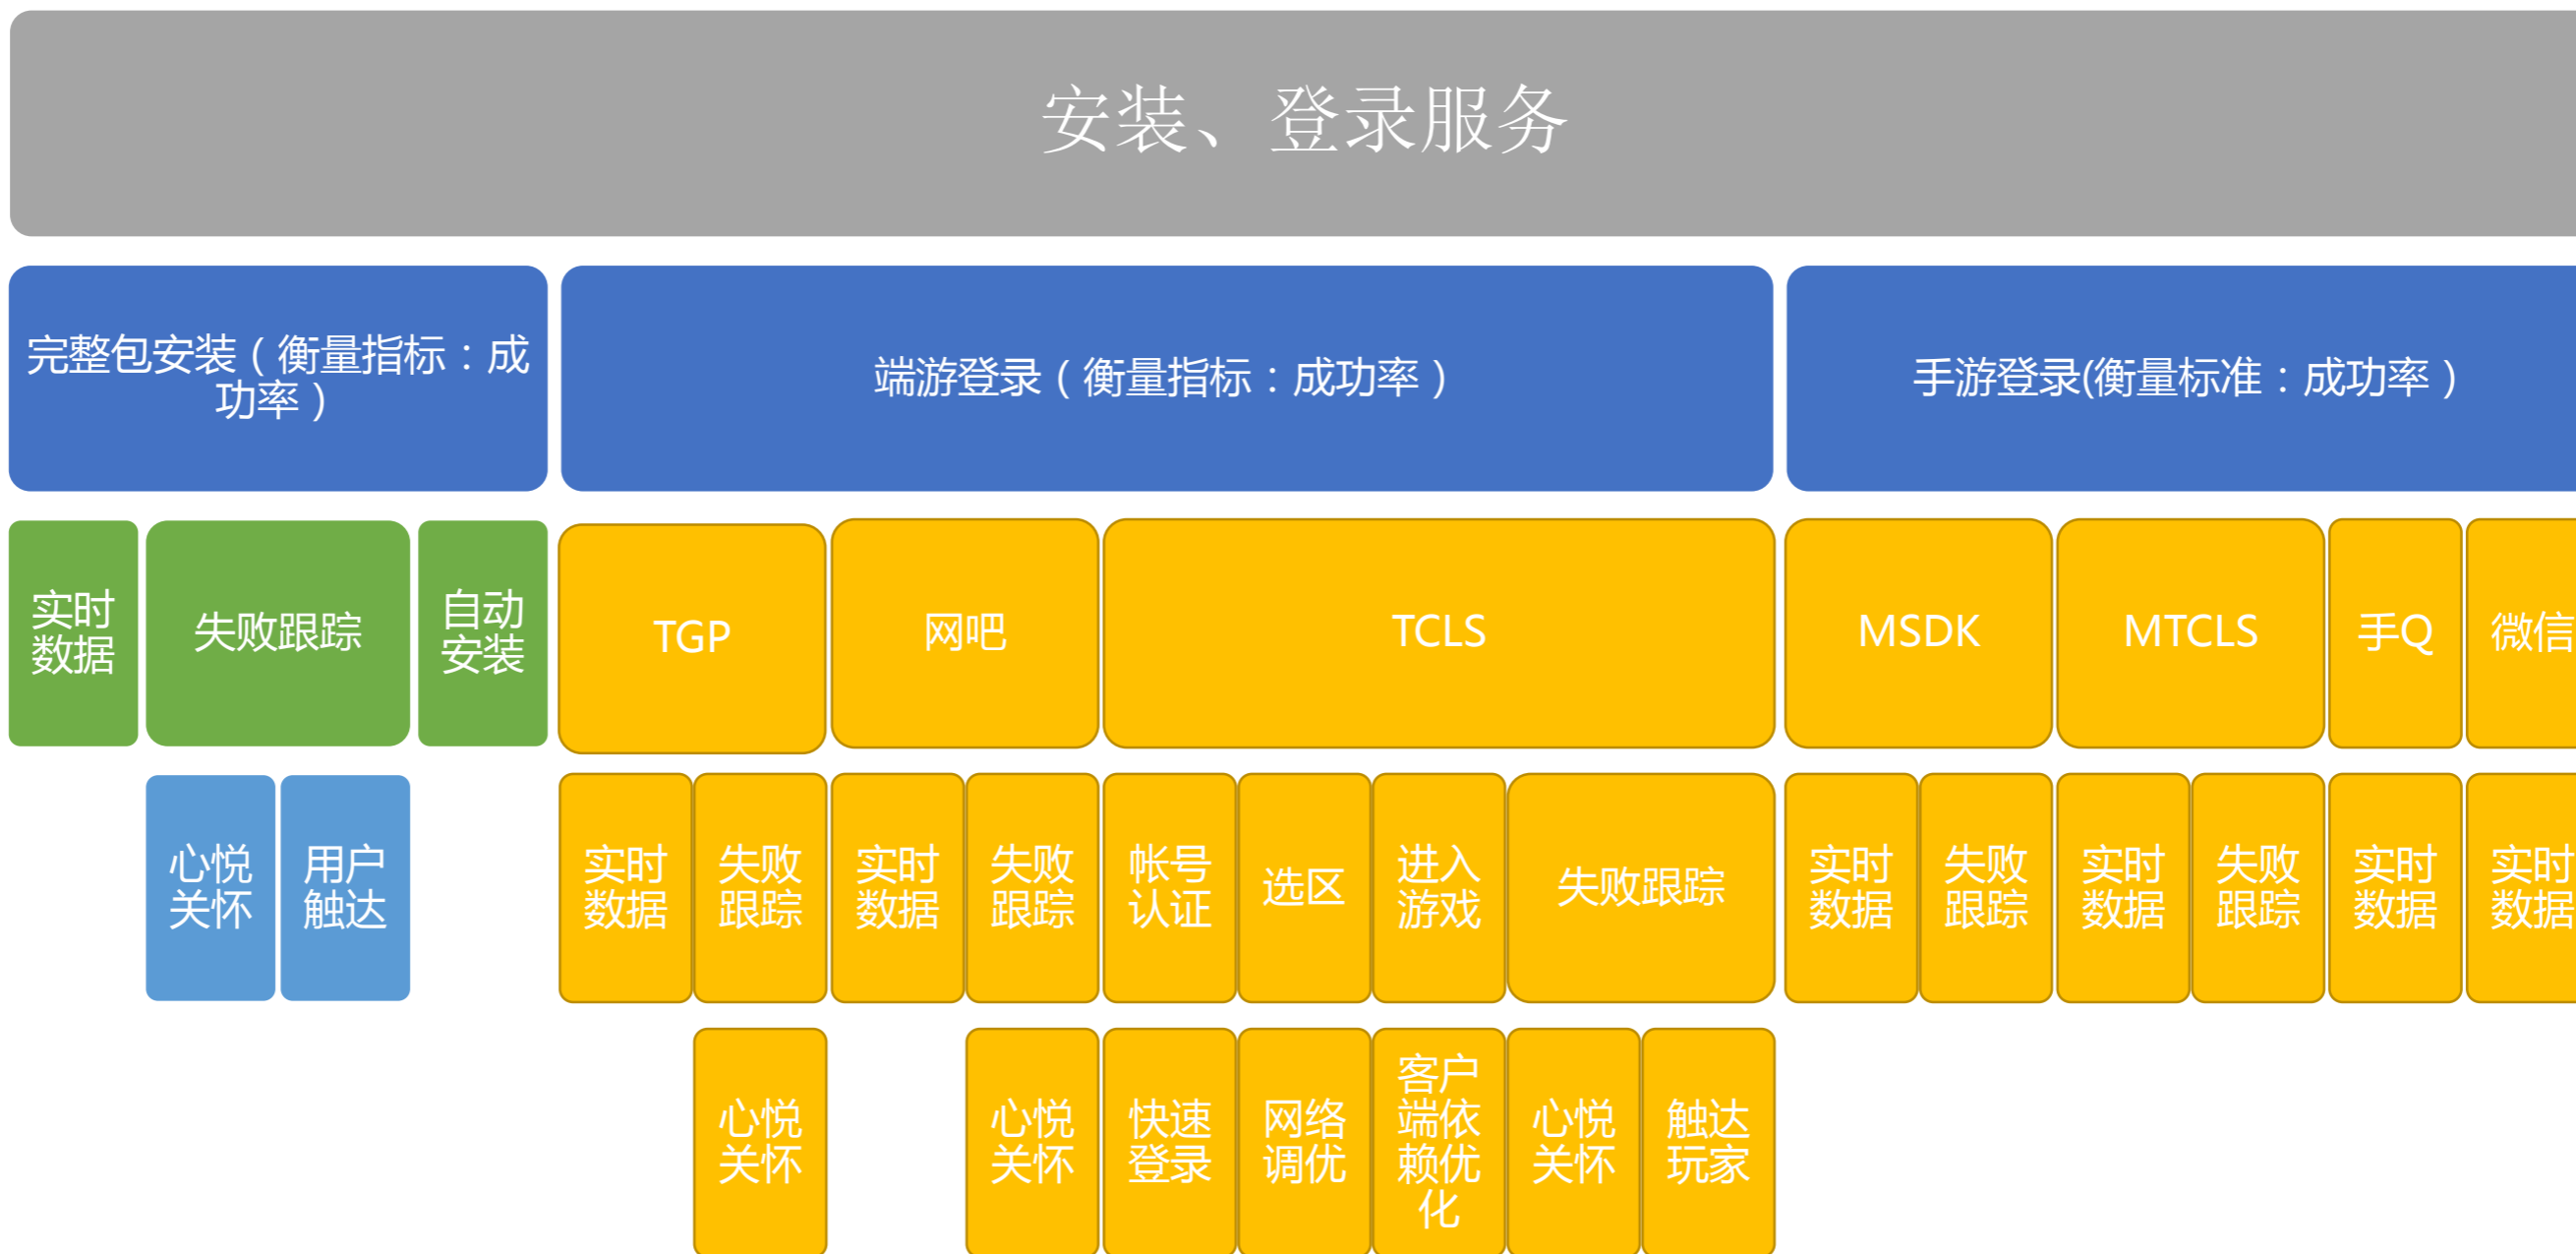 安装、登录服务
完整包安装（衡量指标：成
功率）
端游登录（衡量指标：成功率）
手游登录(衡量标准：成功率）
实时
数据
失败跟踪
自动
安装
TGP
网吧
TCLS
MSDK
MTCLS
手Q
微信
心悦
关怀
用户
触达
实时
数据
失败
跟踪
实时
数据
失败
跟踪
帐号
认证
选区
进入
游戏
失败跟踪
实时
数据
失败
跟踪
实时
数据
失败
跟踪
实时
数据
实时
数据
心悦
关怀
心悦
关怀
快速
登录
网络
调优
客户
端依
赖优
化
心悦
关怀
触达
玩家